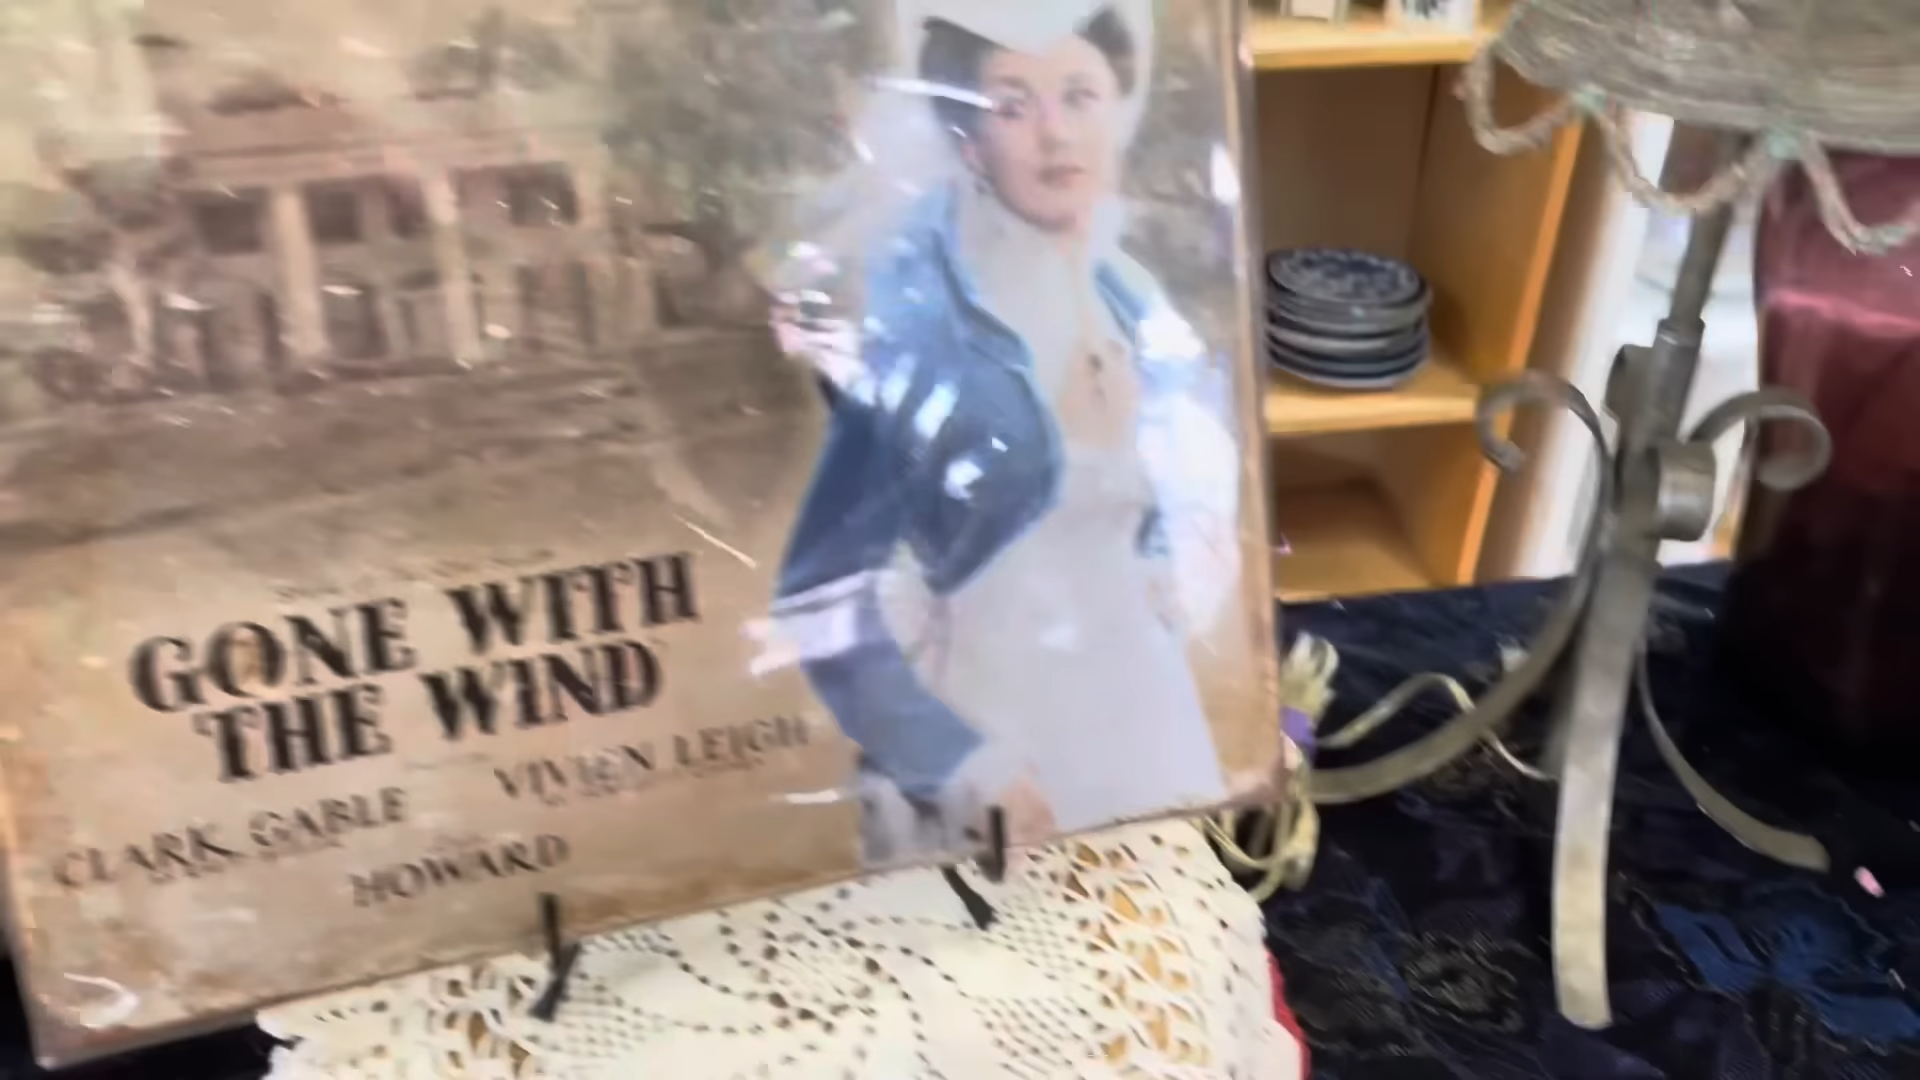 GONE WITH
THE WIND
VIVIEN LEIGH
CLARK GABLE
HOWARD